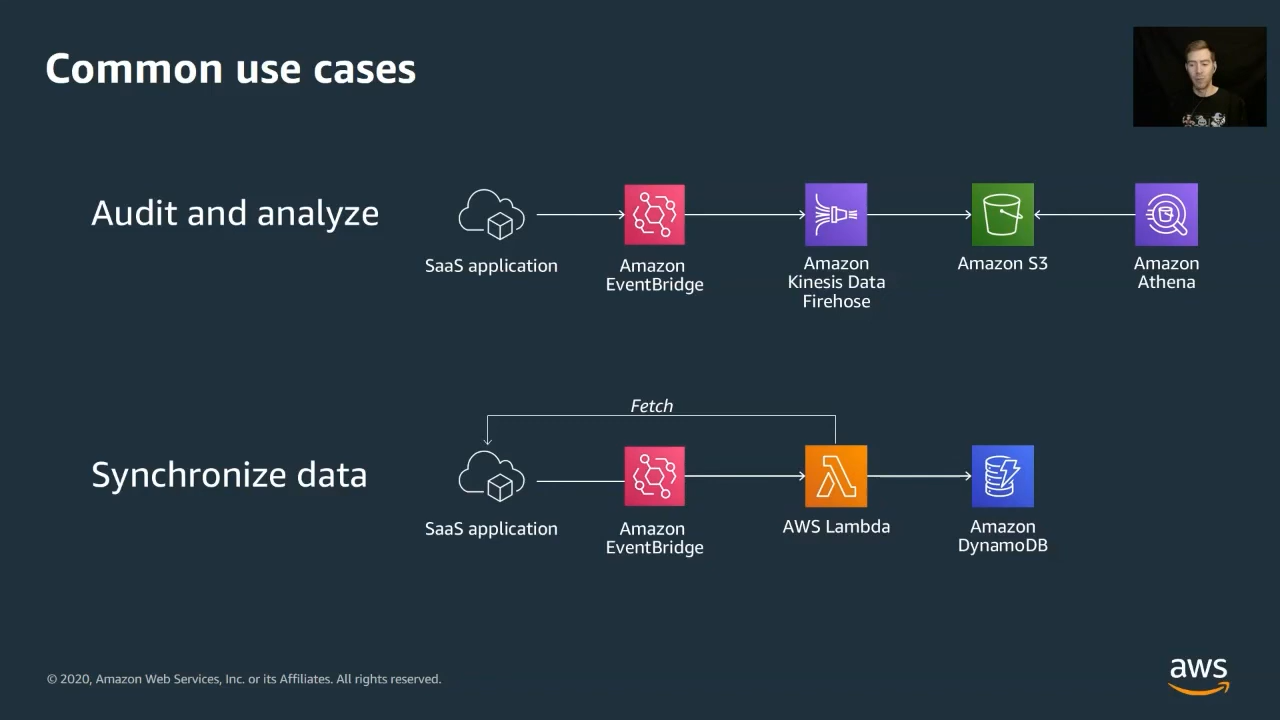 Common use cases
Audit and analyze
SaaS application
Amazon
EventBridge
Amazon
Kinesis Data
Firehose
Amazon S3
Amazon
Athena
Fetch
Synchronize data
SaaS application
Amazon
EventBridge
AWS Lambda
Amazon
DynamoDB
© 2020, Amazon Web Services, Inc. or its Affiliates. All rights reserved.
aws